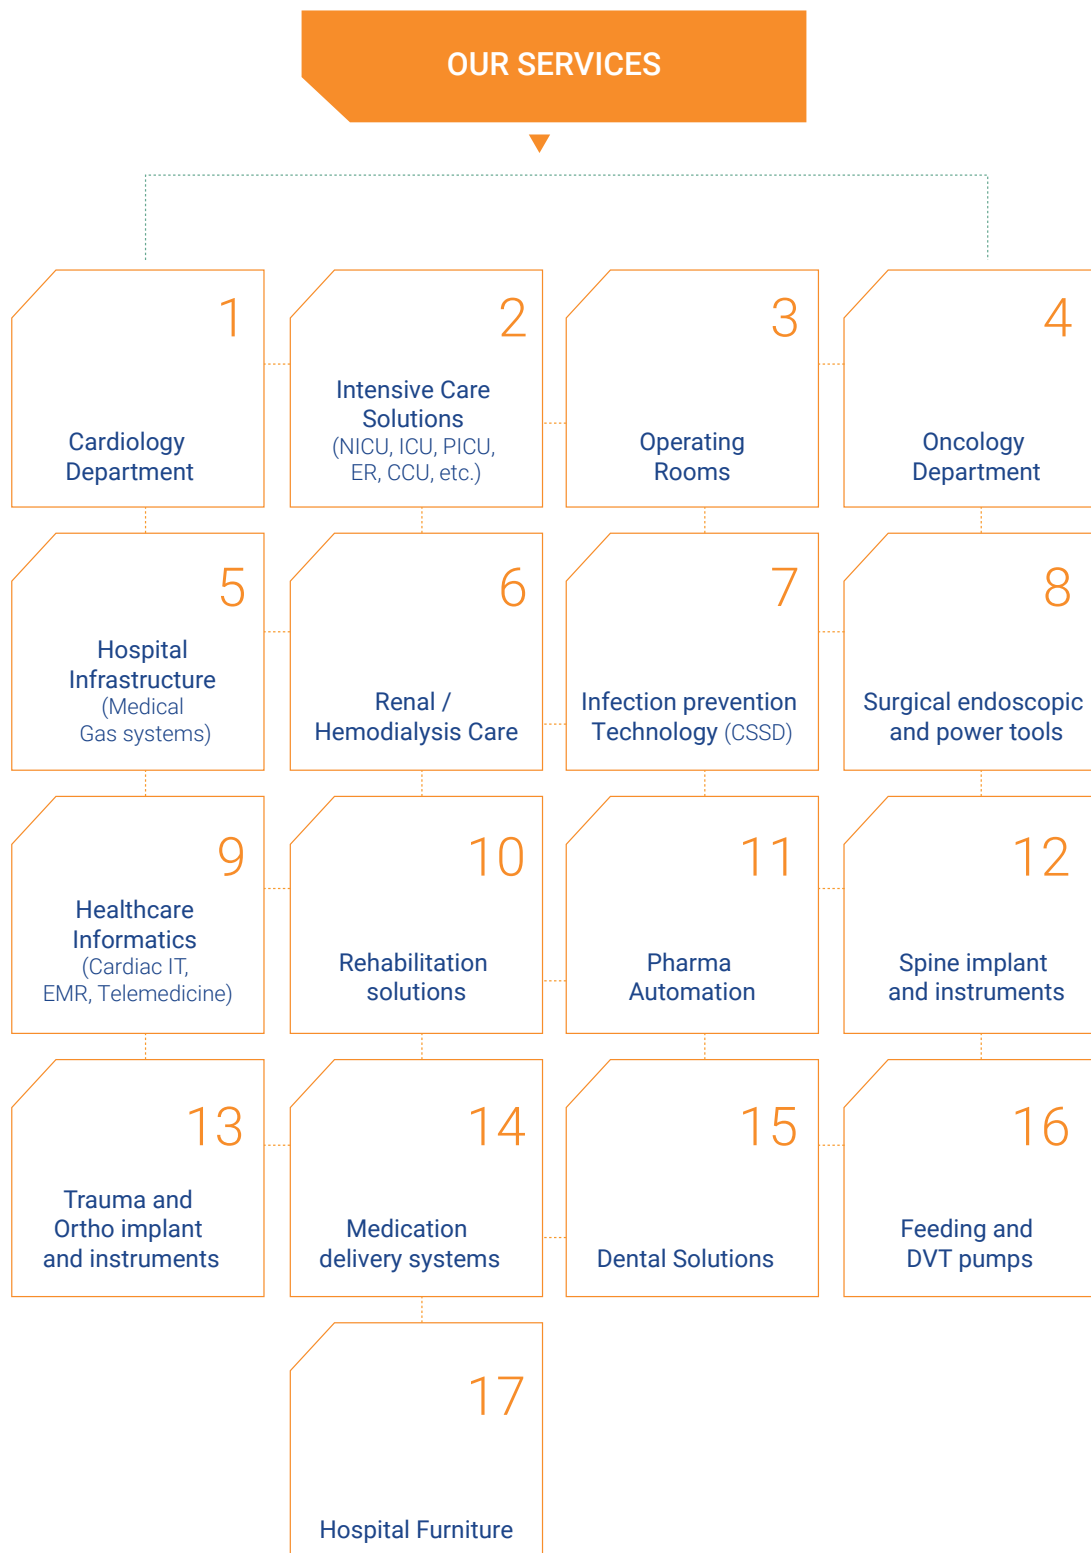 OUR SERVICES
1
Cardiology
Department
2
Intensive Care
Solutions
(NICU, ICU, PICU,
ER, CCU, etc.)
3
Operating
Rooms
4
Oncology
Department
5
Hospital
Infrastructure
(Medical
Gas systems)
6
Renal /
Hemodialysis Care
7
Infection prevention
Technology (CSSD)
8
Surgical endoscopic
and power tools
9
Healthcare
Informatics
(Cardiac IT,
EMR, Telemedicine)
10
Rehabilitation
solutions
11
Pharma
Automation
12
Spine implant
and instruments
13
Trauma and
Ortho implant
and instruments
14
Medication
delivery systems
15
Dental Solutions
16
Feeding and
DVT pumps
17
Hospital Furniture